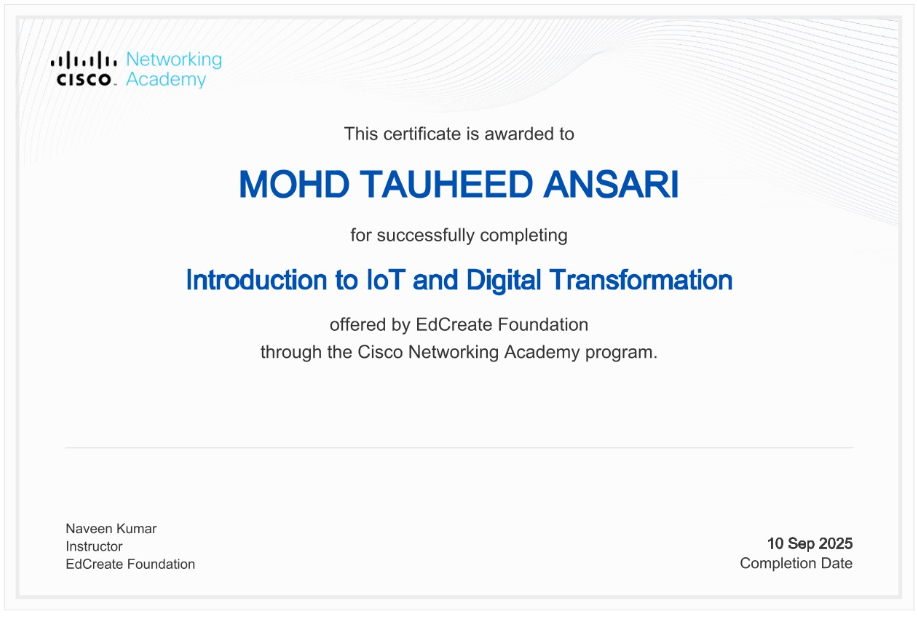 CISCO
Networking
Academy
This certificate is awarded to
MOHD TAUHEED ANSARI
for successfully completing
Introduction to IoT and Digital Transformation
offered by EdCreate Foundation
through the Cisco Networking Academy program.
Naveen Kumar
Instructor
EdCreate Foundation
10 Sep 2025
Completion Date